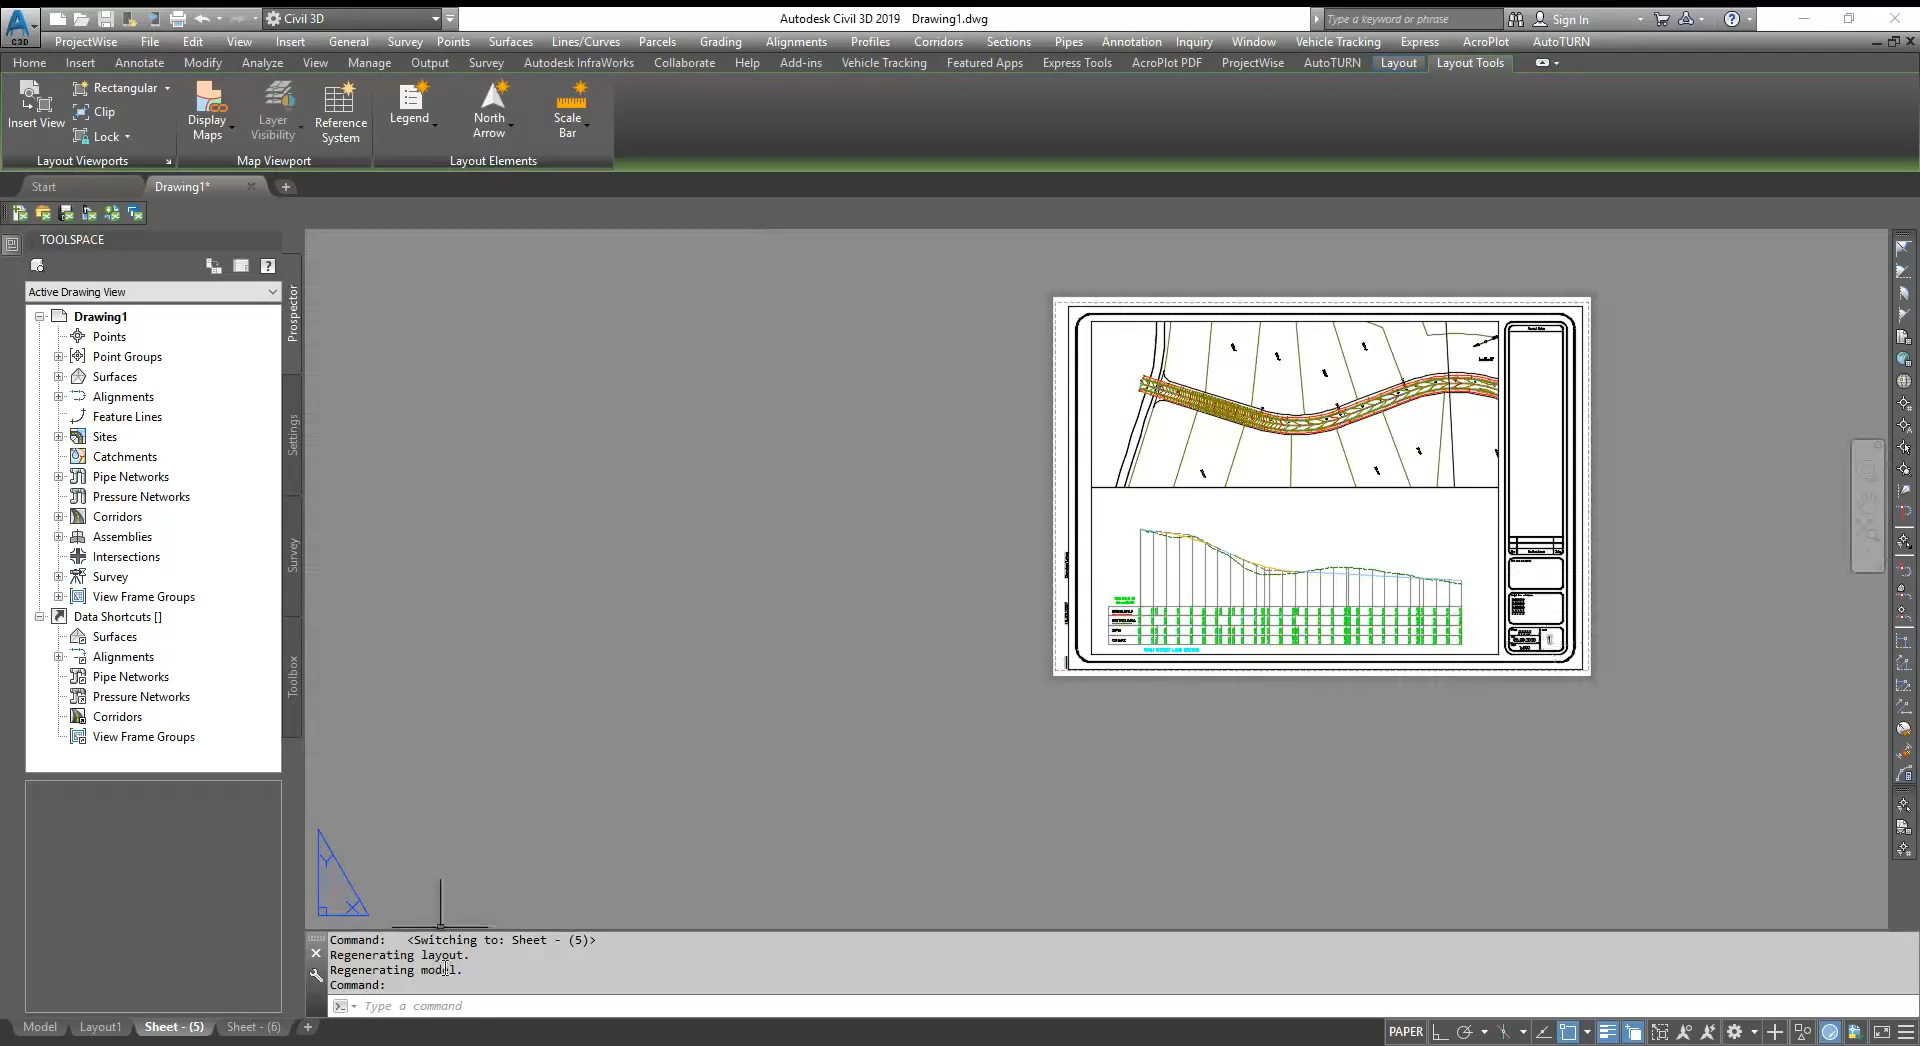 Civil 3D
Autodesk Civil 3D 2019 Drawing1.dwg
Type a keyword or phrase
Sign In
C3D
ProjectWise File Edit View Insert General Survey Points Surfaces Lines/Curves Parcels Grading Alignments Profiles Corridors Sections Pipes Annotation Inquiry Window Vehicle Tracking Express AcroPlot AutoTURN
Home Insert Annotate Modify Analyze View Manage Output Survey Autodesk InfraWorks Collaborate Help Add-ins Vehicle Tracking Featured Apps Express Tools AcroPlot PDF ProjectWise AutoTURN Layout Layout Tools
Insert View
Rectangular
Clip
Lock
Display Maps
Layer Visibility
Reference System
Legend
North Arrow
Scale Bar
Layout Viewports Map Viewport Layout Elements
Start Drawing1*
TOOLSPACE
Active Drawing View
Drawing1
Points
Point Groups
Surfaces
Alignments
Feature Lines
Sites
Catchments
Pipe Networks
Pressure Networks
Corridors
Assemblies
Intersections
Survey
View Frame Groups
Data Shortcuts []
Surfaces
Alignments
Pipe Networks
Pressure Networks
Corridors
View Frame Groups
Prospector
Settings
Survey
Toolbox
Y
X
Command: <Switching to: Sheet - (5)>
Regenerating layout.
Regenerating model.
Command:
Type a command
Model Layout1 Sheet - (5) Sheet - (6)
PAPER